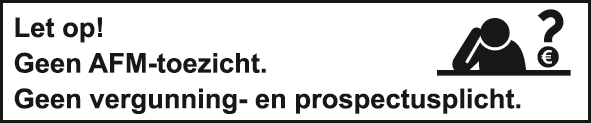 Let op!
Geen AFM-toezicht.
Geen vergunning- en prospectusplicht.
?
€